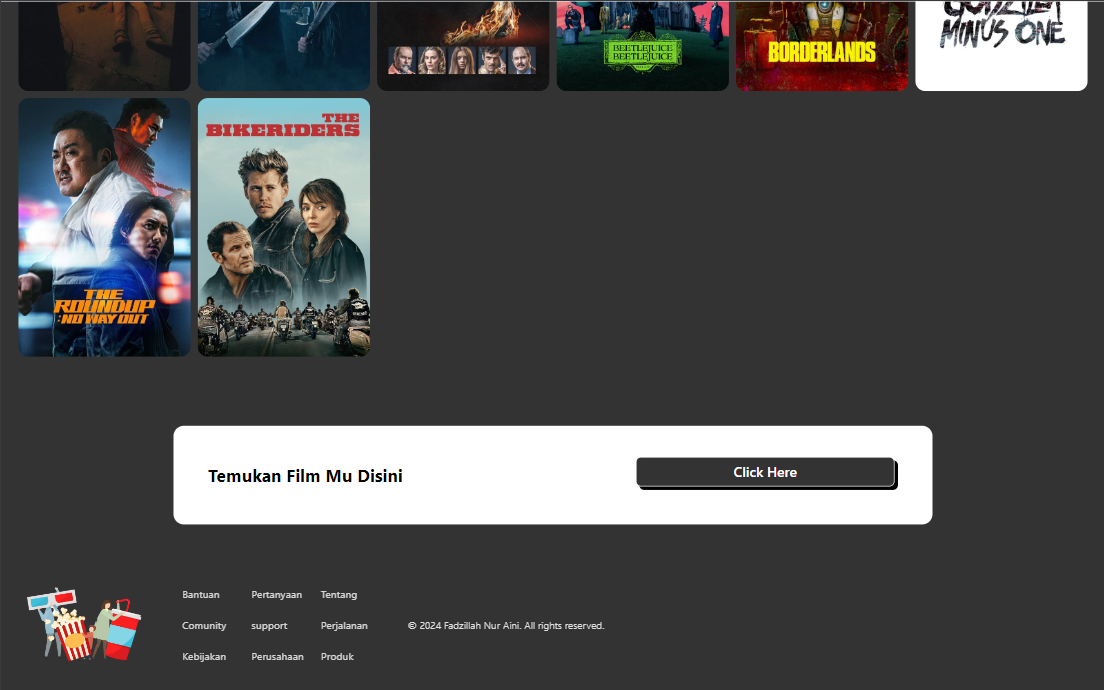 BEETLEJUICE
BEETLEJUICE
BORDERLANDS
GODZILLA
MINUS ONE
THE
BIKERIDERS
THE
ROUNDUP
:NO WAY OUT
Temukan Film Mu Disini
Click Here
Bantuan Pertanyaan Tentang
Comunity support Perjalanan © 2024 Fadzillah Nur Aini. All rights reserved.
Kebijakan Perusahaan Produk